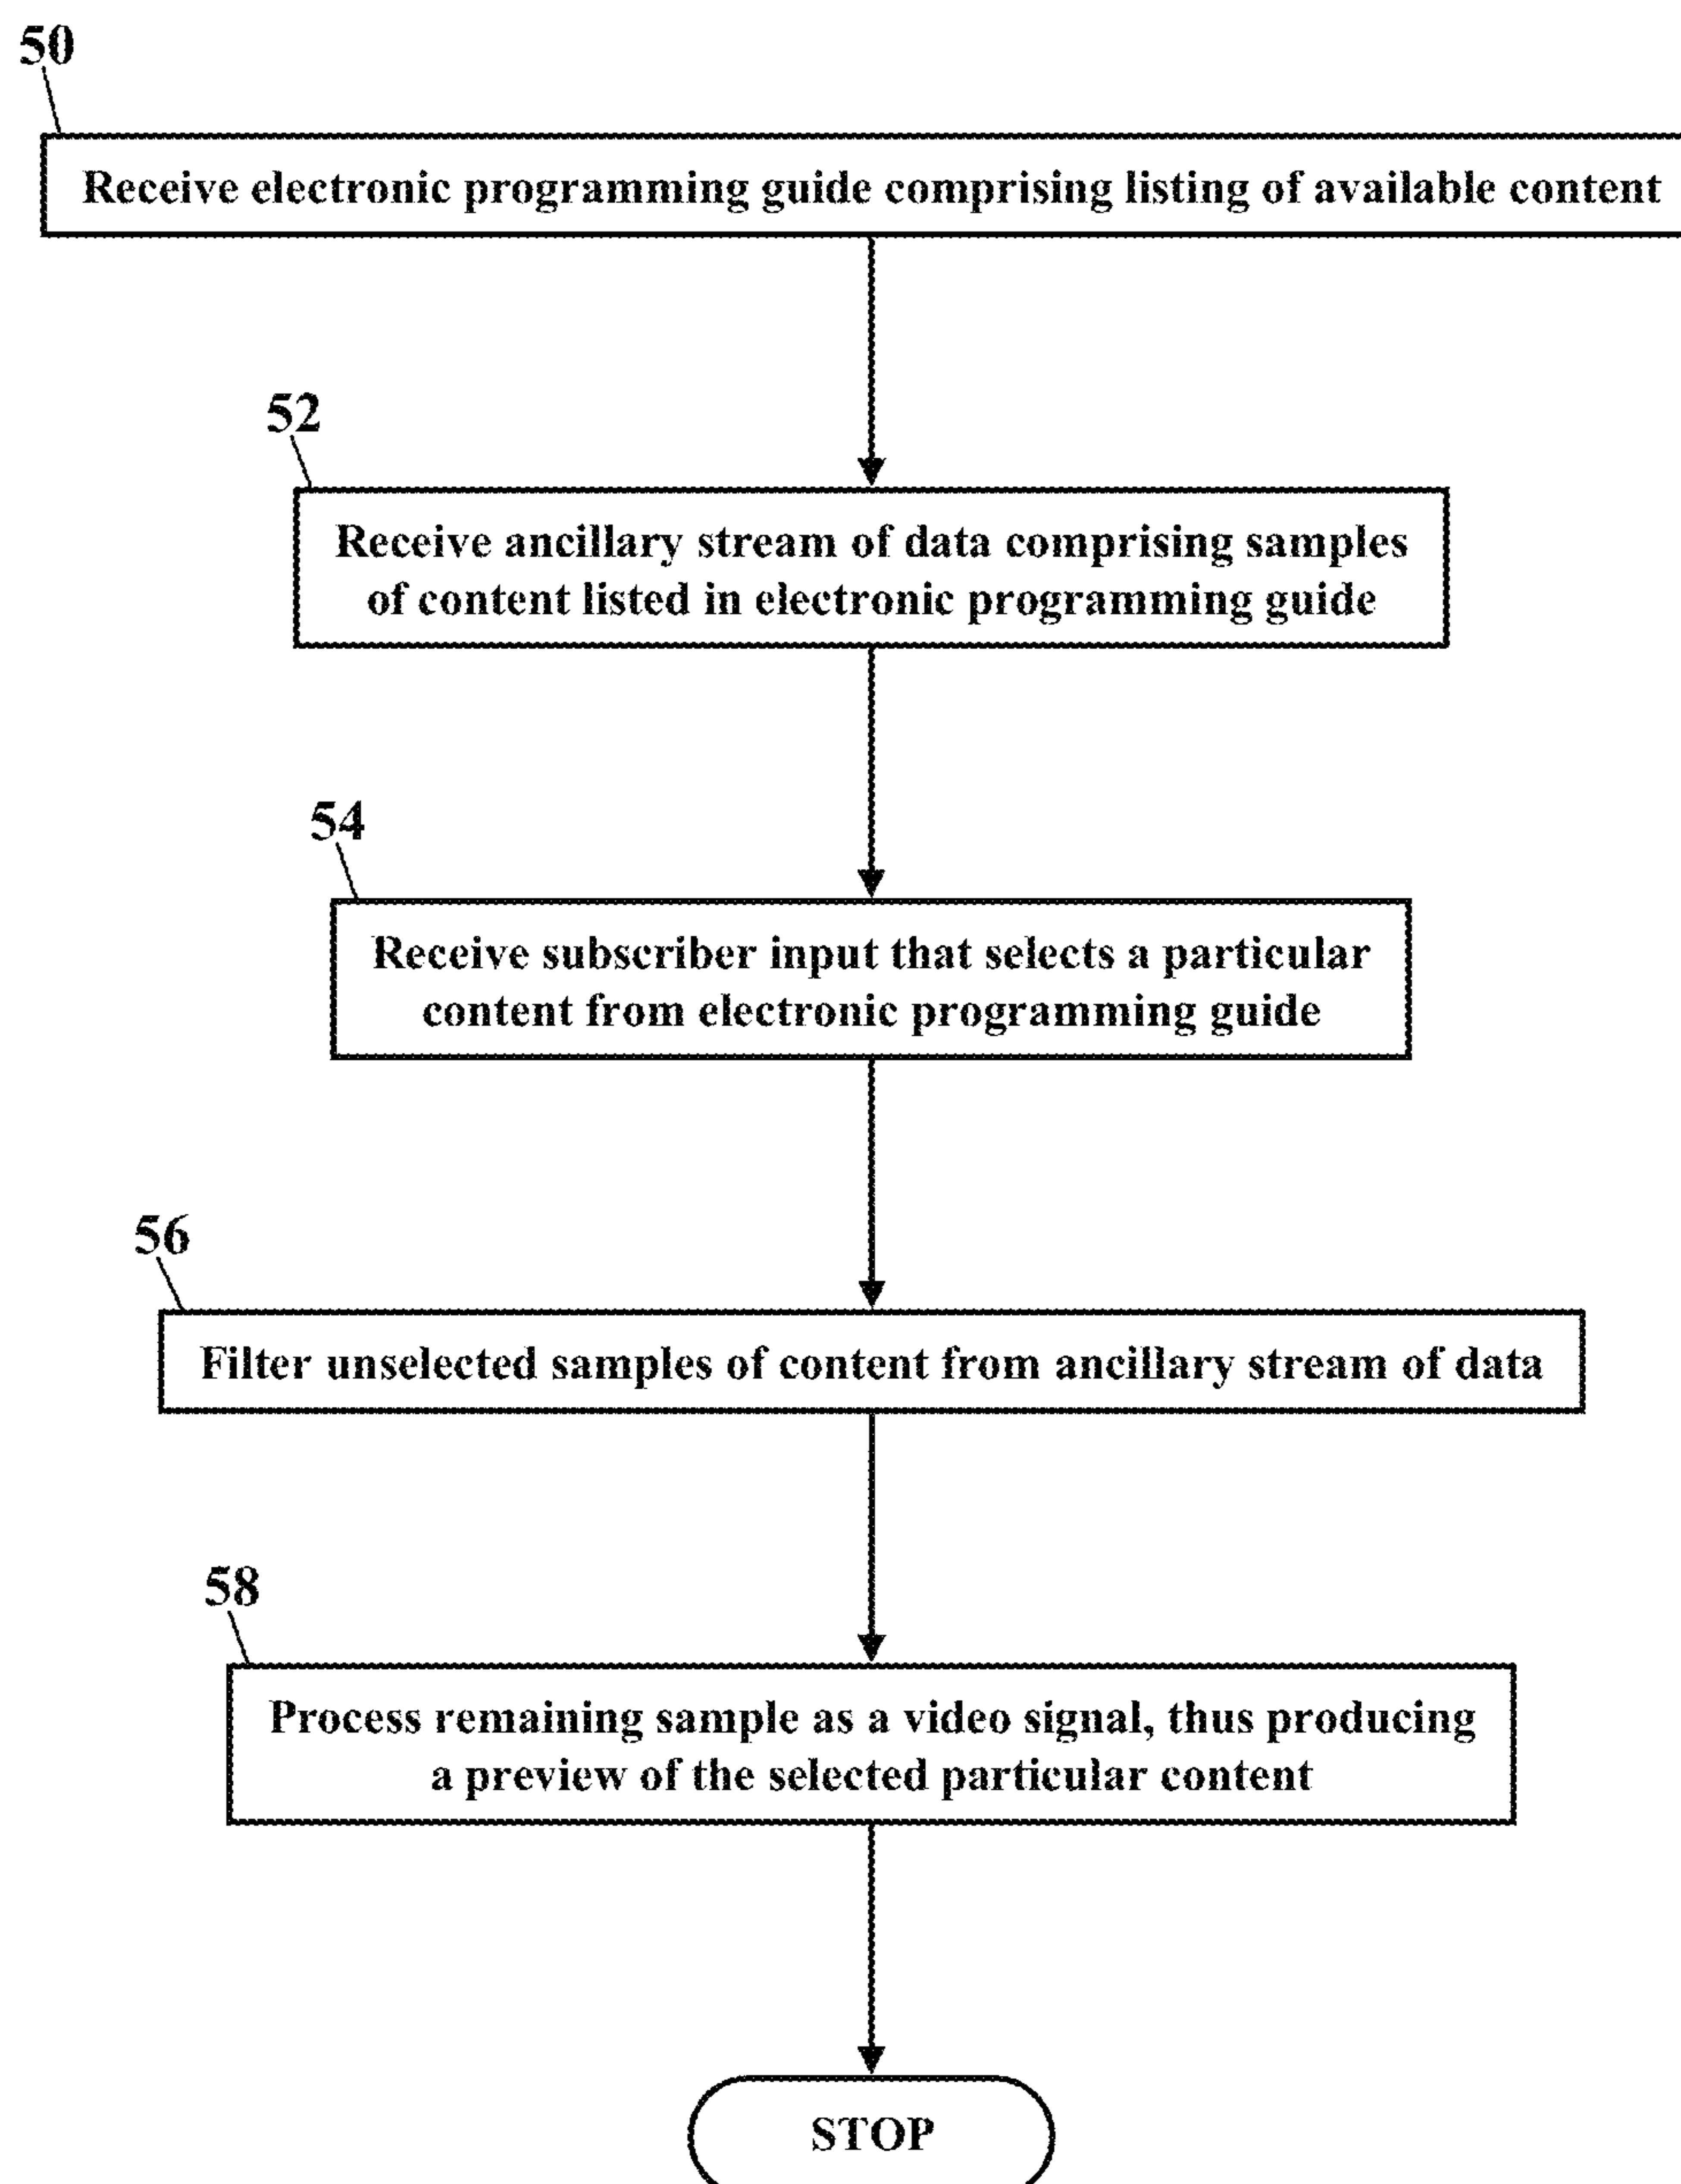 50
Receive electronic programming guide comprising listing of available content
52
Receive ancillary stream of data comprising samples
of content listed in electronic programming guide
54
Receive subscriber input that selects a particular
content from electronic programming guide
56
Filter unselected samples of content from ancillary stream of data
58
Process remaining sample as a video signal, thus producing
a preview of the selected particular content
STOP